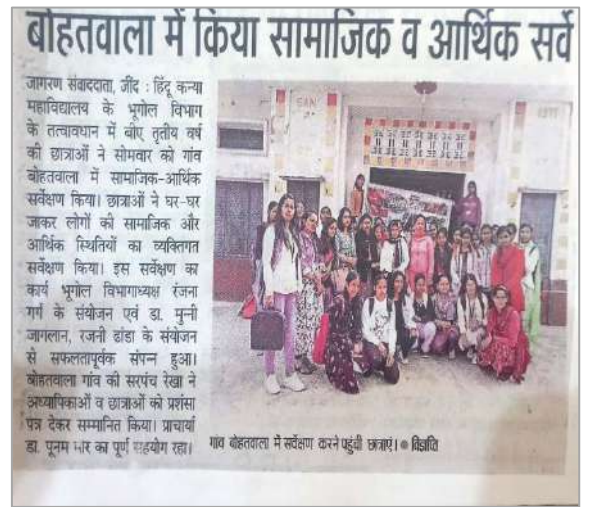 बोहतवाला में किया सामाजिक व आर्थिक सर्वे
जागरण संवाददाता, जींद : हिंदू कन्या
महाविद्यालय के भूगोल विभाग
के तत्वावधान में बीए तृतीय वर्ष
की छात्राओं ने सोमवार को गांव
बोहतवाला में सामाजिक-आर्थिक
सर्वेक्षण किया। छात्राओं ने घर-घर
जाकर लोगों की सामाजिक और
आर्थिक स्थितियों का व्यक्तिगत
सर्वेक्षण किया। इस सर्वेक्षण का
कार्य भूगोल विभागाध्यक्ष रंजना
गर्ग के संयोजन एवं डा. मुन्नी
जागलान, रजनी ढांडा के संयोजन
से सफलतापूर्वक संपन्न हुआ।
बोहतवाला गांव की सरपंच रेखा ने
अध्यापिकाओं व छात्राओं को प्रशंसा
पत्र देकर सम्मानित किया। प्राचार्या
डा. पूनम मोर का पूर्ण सहयोग रहा।
गांव बोहतवाला में सर्वेक्षण करने पहुंची छात्राएं। ● विज्ञप्ति